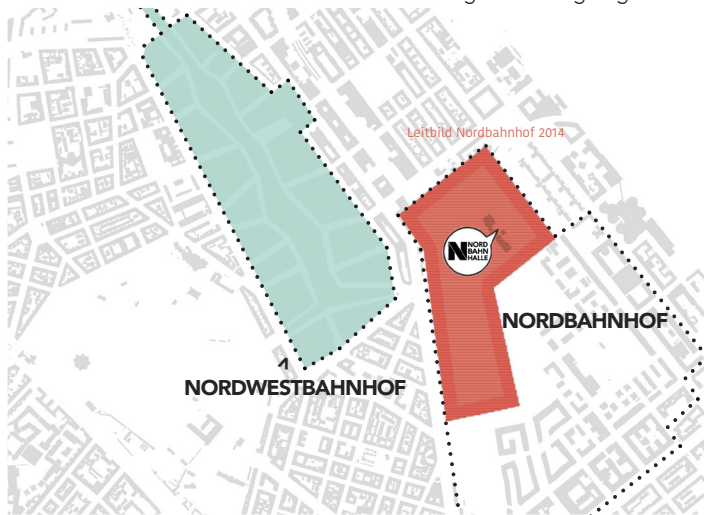 Leitbild Nordbahnhof 2014
N NORD
BAHN
HALLE
NORDBAHNHOF
NORDWESTBAHNHOF